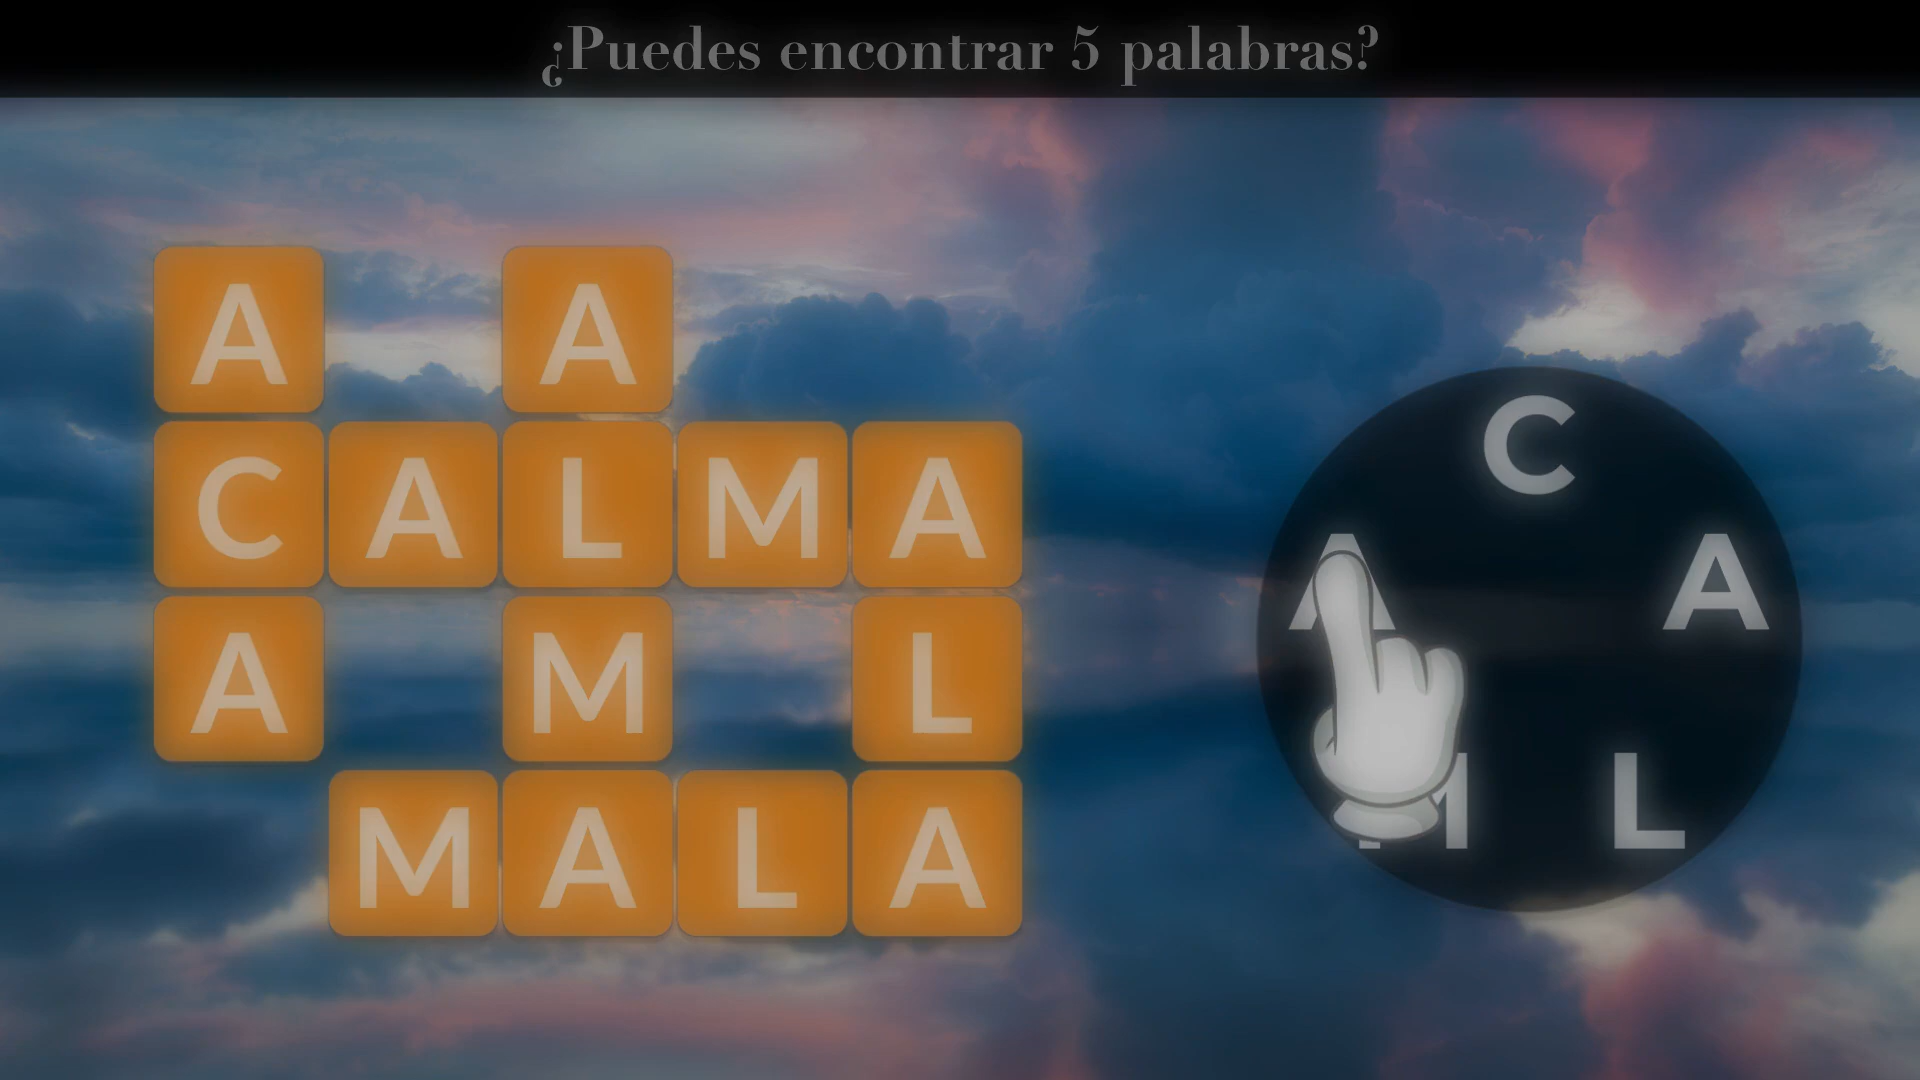 ¿Puedes encontrar 5 palabras?
A A
CALMA
A M L
MALA
C
A A
M L